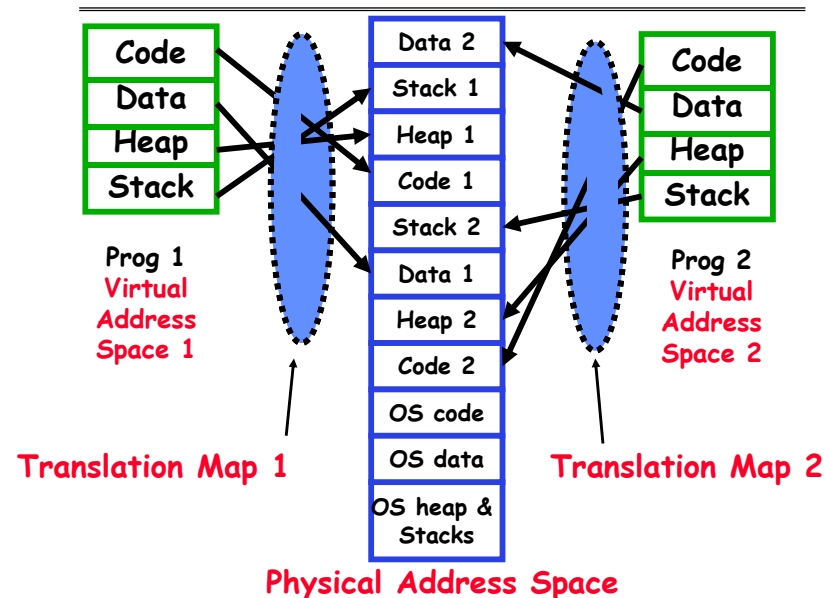 Code
Data
Heap
Stack
Prog 1
Virtual
Address
Space 1
Translation Map 1
Data 2
Stack 1
Heap 1
Code 1
Stack 2
Data 1
Heap 2
Code 2
OS code
OS data
OS heap &
Stacks
Physical Address Space
Code
Data
Heap
Stack
Prog 2
Virtual
Address
Space 2
Translation Map 2